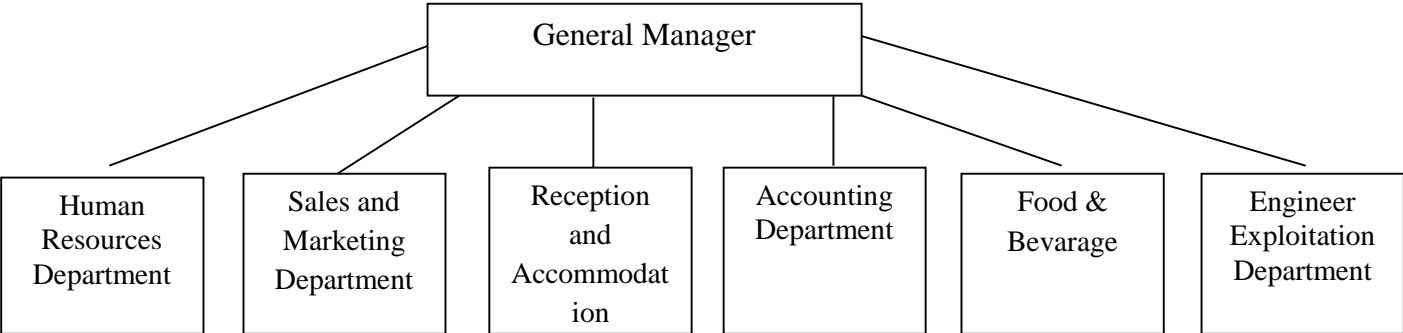 General Manager
Human
Resources
Department
Sales and
Marketing
Department
Reception
and
Accommodat
ion
Accounting
Department
Food &
Bevarage
Engineer
Exploitation
Department